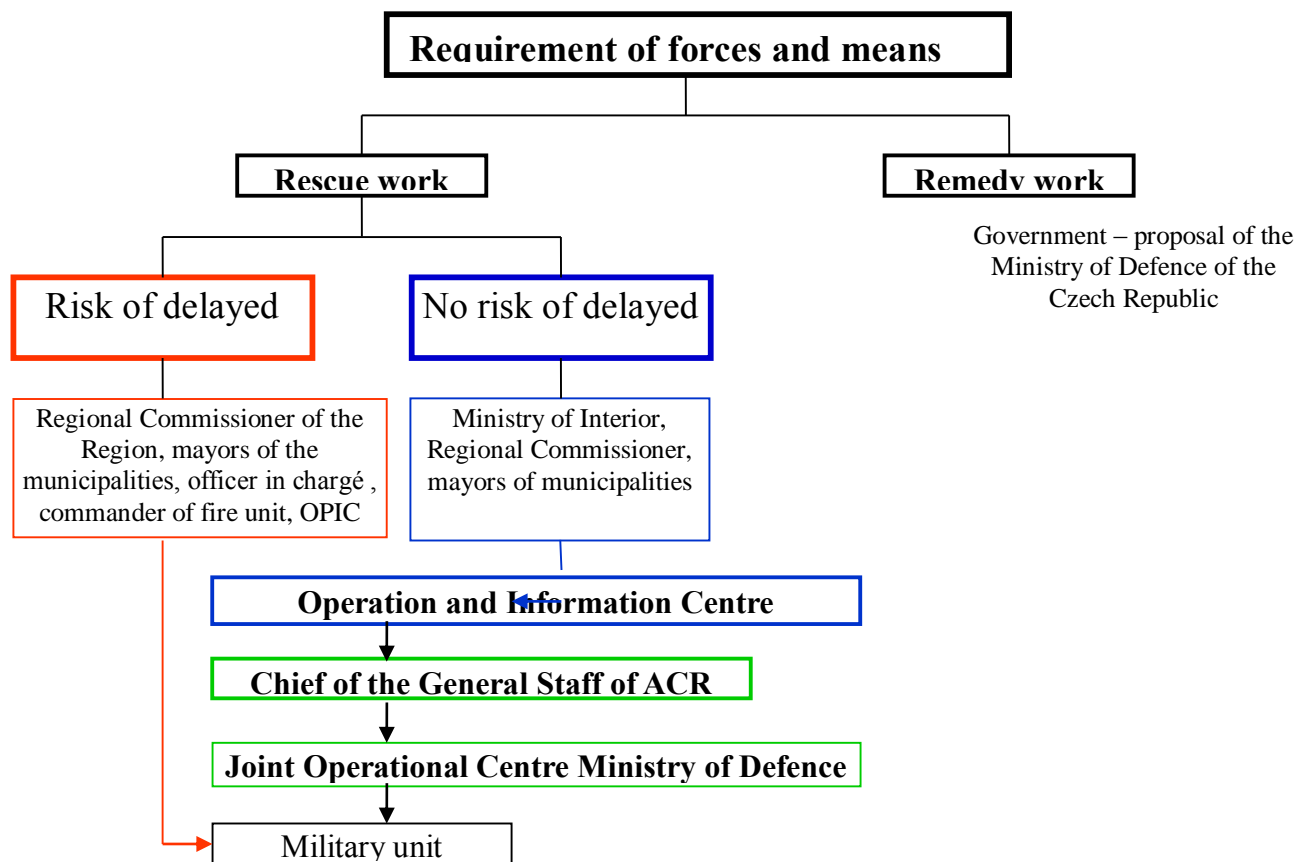 Requirement of forces and means
Rescue work
Remedy work
Government – proposal of the
Ministry of Defence of the
Czech Republic
Risk of delayed
No risk of delayed
Regional Commissioner of the
Region, mayors of the
municipalities, officer in chargé ,
commander of fire unit, OPIC
Ministry of Interior,
Regional Commissioner,
mayors of municipalities
Operation and Information Centre
Chief of the General Staff of ACR
Joint Operational Centre Ministry of Defence
Military unit